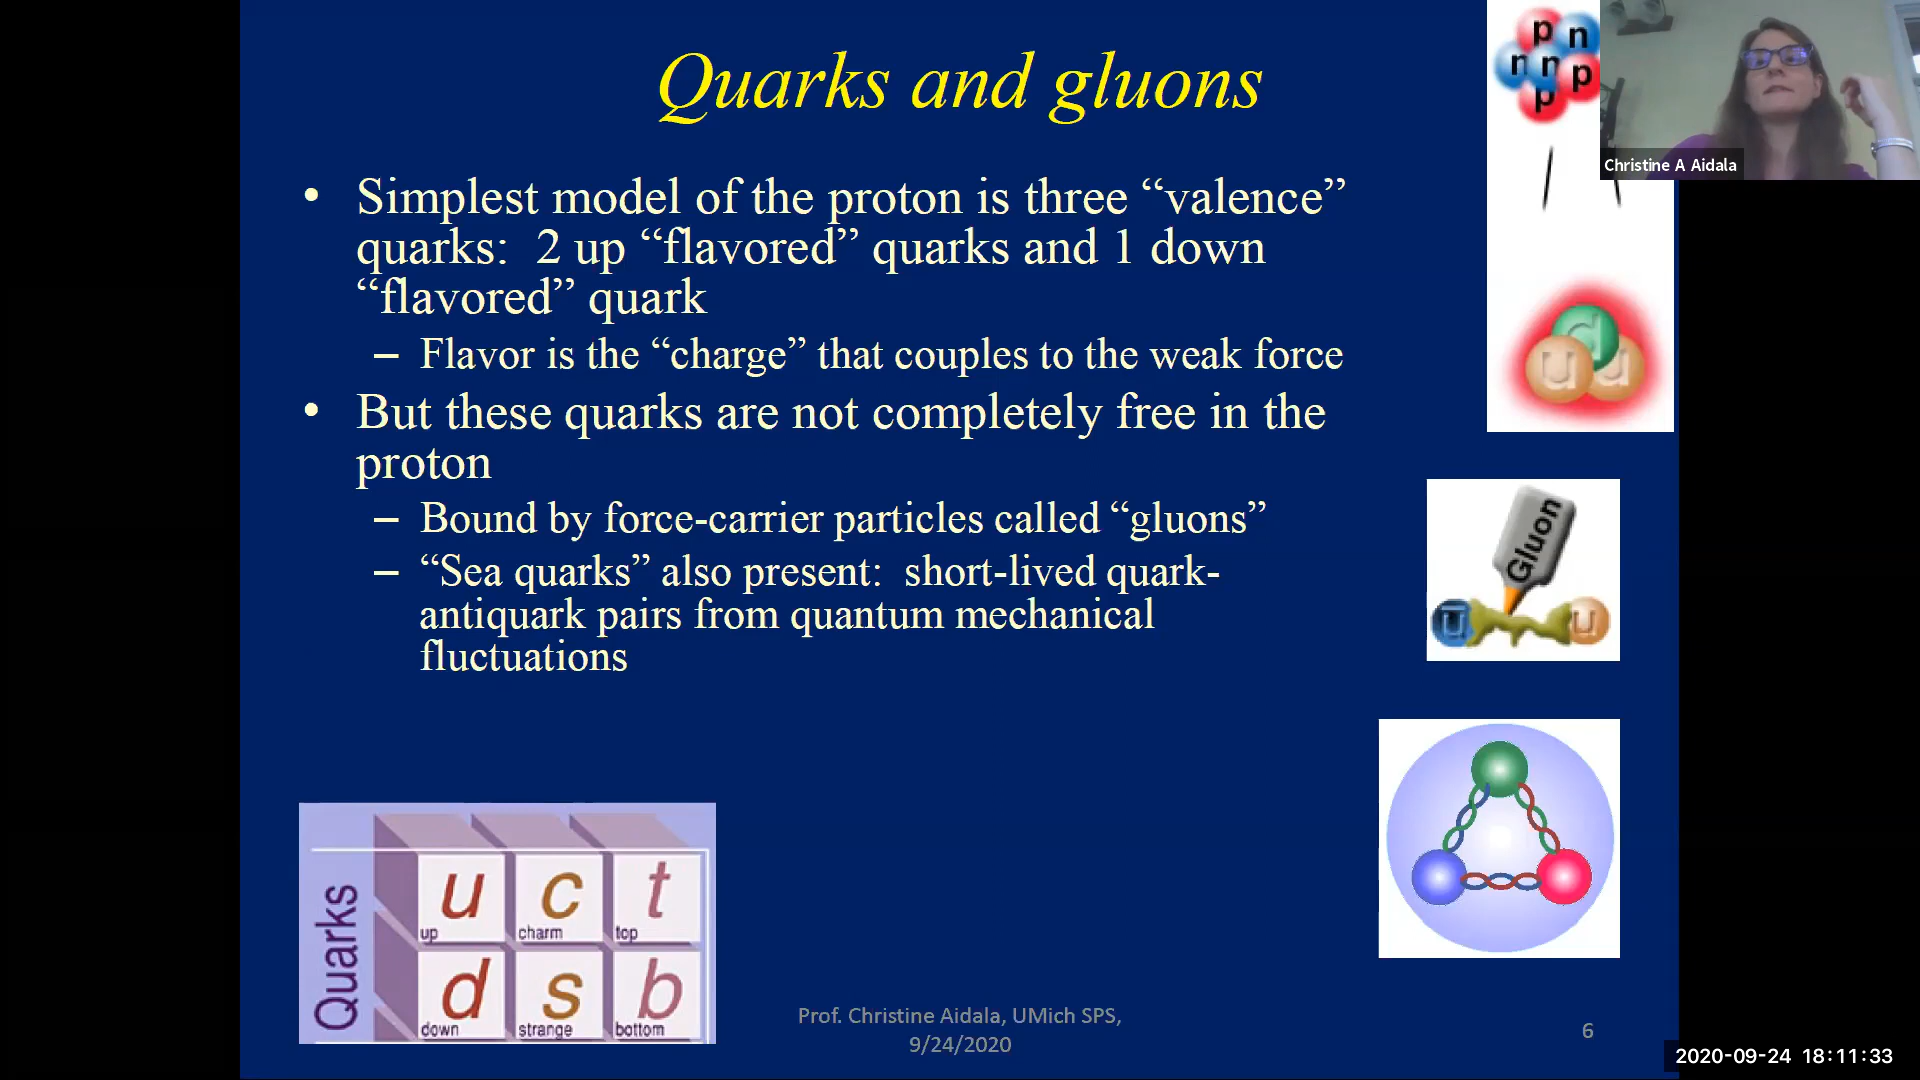 Quarks and gluons
• Simplest model of the proton is three “valence”
quarks:  2 up “flavored” quarks and 1 down
“flavored” quark
– Flavor is the “charge” that couples to the weak force
• But these quarks are not completely free in the
proton
– Bound by force-carrier particles called “gluons”
– “Sea quarks” also present:  short-lived quark-
antiquark pairs from quantum mechanical
fluctuations
p n
n n p
p
Christine A Aidala
d
u u
Gluon
u u
Quarks
u c t
up charm top
d s b
down strange bottom
Prof. Christine Aidala, UMich SPS,
9/24/2020
6
2020-09-24 18:11:33